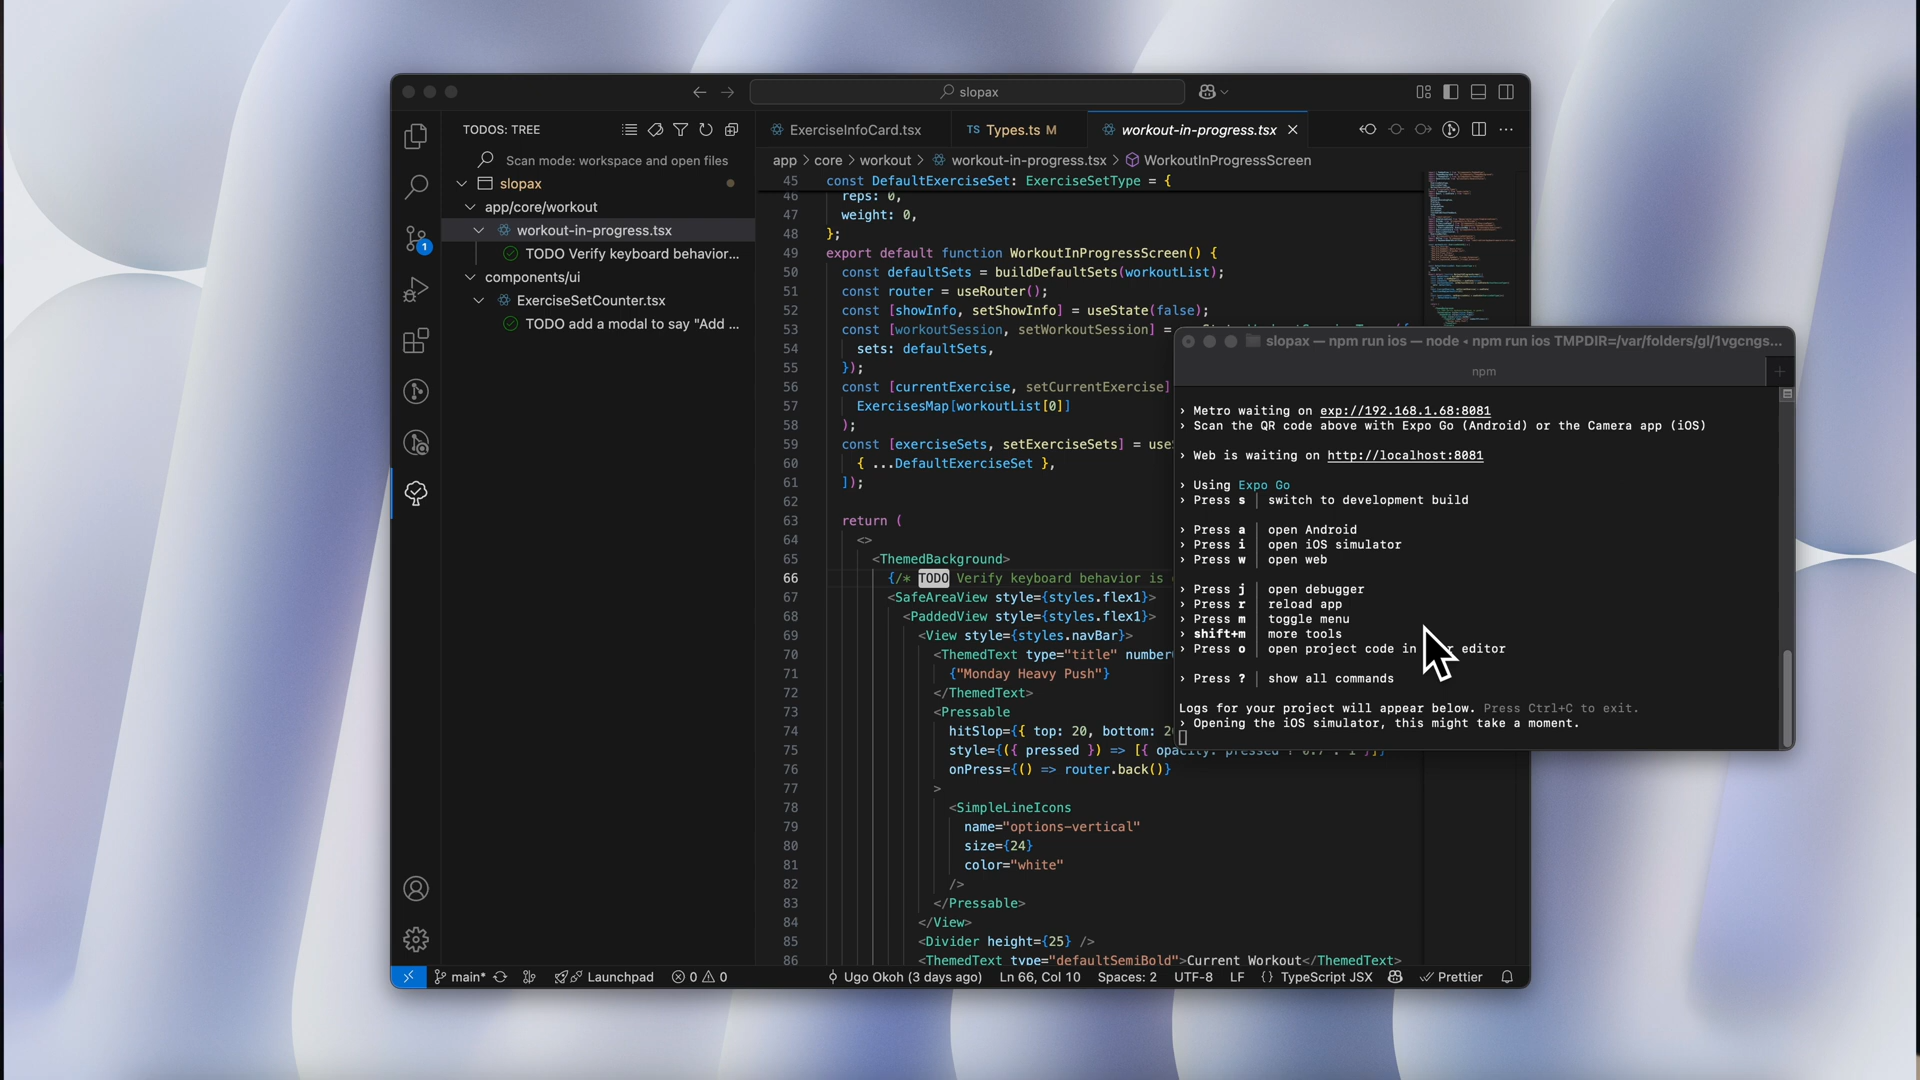 slopax
TODOS: TREE
Scan mode: workspace and open files
slopax
app/core/workout
workout-in-progress.tsx
TODO Verify keyboard behavior...
components/ui
ExerciseSetCounter.tsx
TODO add a modal to say "Add ...
1
ExerciseInfoCard.tsx
TS Types.ts M
workout-in-progress.tsx
app > core > workout > workout-in-progress.tsx > WorkoutInProgressScreen
45 const DefaultExerciseSet: ExerciseSetType = {
46 reps: 0,
47 weight: 0,
48 };
49 export default function WorkoutInProgressScreen() {
50 const defaultSets = buildDefaultSets(workoutList);
51 const router = useRouter();
52 const [showInfo, setShowInfo] = useState(false);
53 const [workoutSession, setWorkoutSession] =
54 sets: defaultSets,
55 });
56 const [currentExercise, setCurrentExercise]
57 ExercisesMap[workoutList[0]]
58 );
59 const [exerciseSets, setExerciseSets] = use
60 { ...DefaultExerciseSet },
61 ]);
62
63 return (
64 <>
65 <ThemedBackground>
66 {/* TODO Verify keyboard behavior is
67 <SafeAreaView style={styles.flex1}>
68 <PaddedView style={styles.flex1}>
69 <View style={styles.navBar}>
70 <ThemedText type="title" number
71 {"Monday Heavy Push"}
72 </ThemedText>
73 <Pressable
74 hitSlop={{ top: 20, bottom: 2
75 style={({ pressed }) => [{ opacity: pressed ? 0.7 : 1 }]}
76 onPress={() => router.back()}
77 >
78 <SimpleLineIcons
79 name="options-vertical"
80 size={24}
81 color="white"
82 />
83 </Pressable>
84 </View>
85 <Divider height={25} />
86 <ThemedText type="defaultSemiBold">Current Workout</ThemedText>
slopax — npm run ios — node ◂ npm run ios TMPDIR=/var/folders/gl/1vgcngs...
npm
› Metro waiting on exp://192.168.1.68:8081
› Scan the QR code above with Expo Go (Android) or the Camera app (iOS)
› Web is waiting on http://localhost:8081
› Using Expo Go
› Press s │ switch to development build
› Press a │ open Android
› Press i │ open iOS simulator
› Press w │ open web
› Press j │ open debugger
› Press r │ reload app
› Press m │ toggle menu
› shift+m │ more tools
› Press o │ open project code in editor
› Press ? │ show all commands
Logs for your project will appear below. Press Ctrl+C to exit.
› Opening the iOS simulator, this might take a moment.
main* Launchpad 0 0 Ugo Okoh (3 days ago) Ln 66, Col 10 Spaces: 2 UTF-8 LF {} TypeScript JSX Prettier